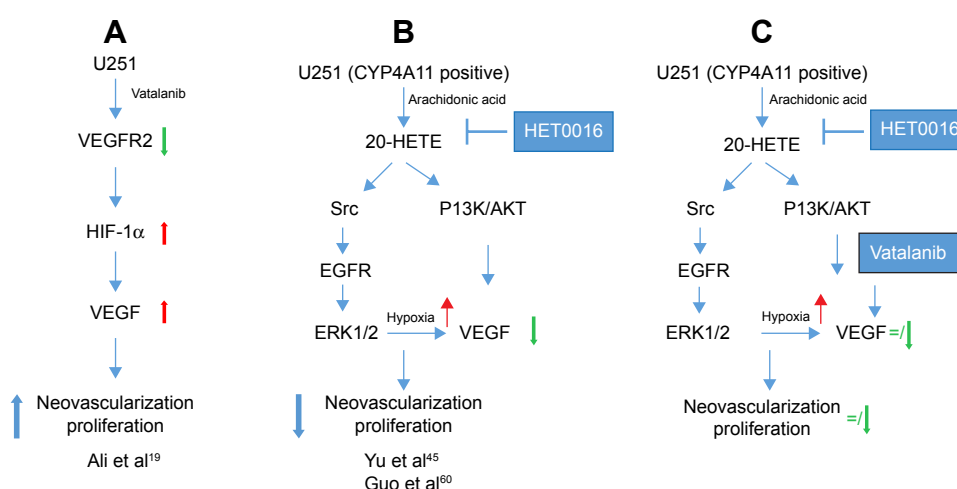 A
U251
Vatalanib
VEGFR2
HIF-1α
VEGF
Neovascularization
proliferation
Ali et al19
B
U251 (CYP4A11 positive)
Arachidonic acid
20-HETE
HET0016
Src
P13K/AKT
EGFR
ERK1/2
Hypoxia
VEGF
Neovascularization
proliferation
Yu et al45
Guo et al60
C
U251 (CYP4A11 positive)
Arachidonic acid
20-HETE
HET0016
Src
P13K/AKT
EGFR
Vatalanib
ERK1/2
Hypoxia
VEGF =/
Neovascularization =/
proliferation